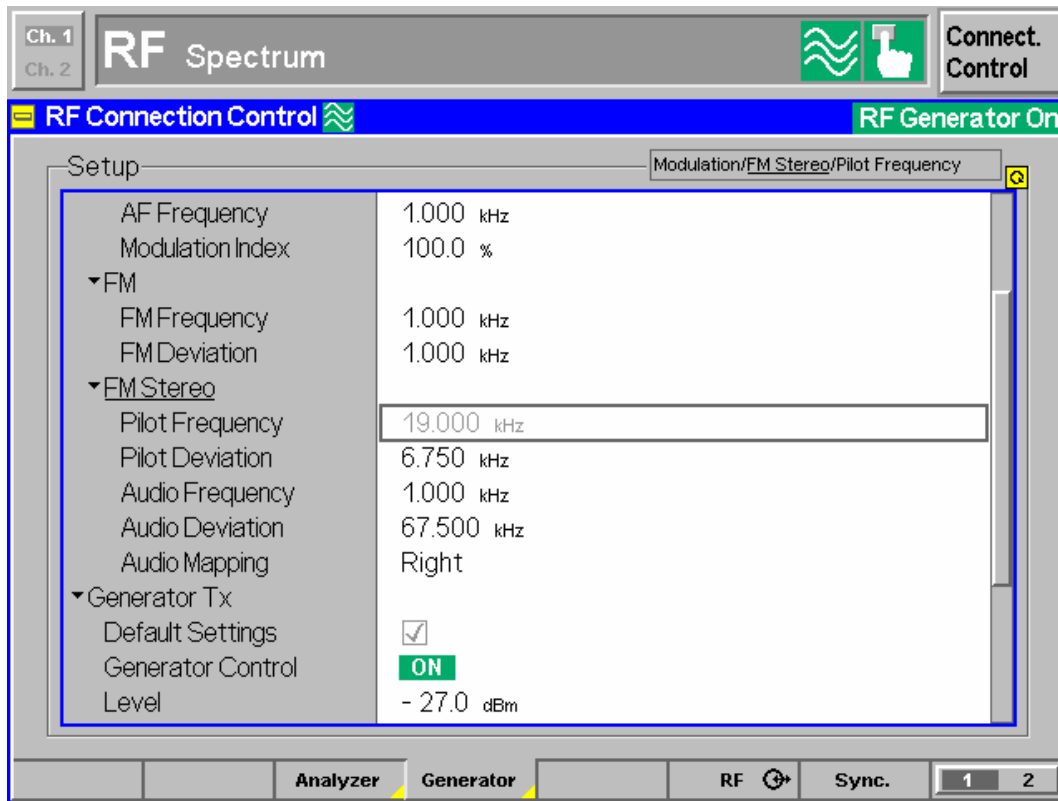 Ch. 1
Ch. 2
RF Spectrum
Connect.
Control
RF Connection Control
RF Generator On
Setup
Modulation/FM Stereo/Pilot Frequency
AF Frequency 1.000 kHz
Modulation Index 100.0 %
FM
FM Frequency 1.000 kHz
FM Deviation 1.000 kHz
FM Stereo
Pilot Frequency 19.000 kHz
Pilot Deviation 6.750 kHz
Audio Frequency 1.000 kHz
Audio Deviation 67.500 kHz
Audio Mapping Right
Generator Tx
Default Settings
Generator Control ON
Level - 27.0 dBm
Analyzer Generator RF Sync. 1 2